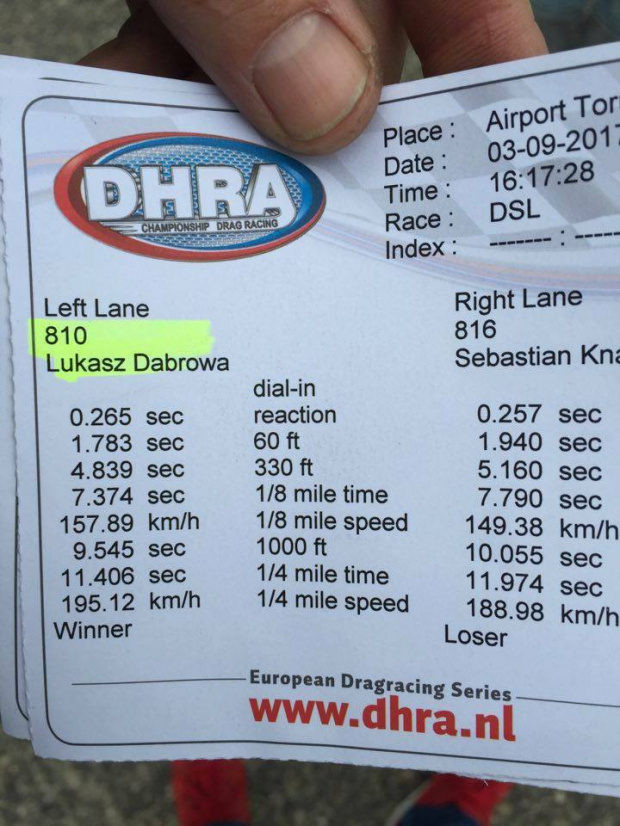 DHRA
CHAMPIONSHIP DRAG RACING
Place : Airport
Date : 03-09-2017
Time : 16:17:28
Race : DSL
Index : ------- : -----
Left Lane Right Lane
810 816
Lukasz Dabrowa Sebastian
dial-in
0.265 sec reaction 0.257 sec
1.783 sec 60 ft 1.940 sec
4.839 sec 330 ft 5.160 sec
7.374 sec 1/8 mile time 7.790 sec
157.89 km/h 1/8 mile speed 149.38 km/h
9.545 sec 1000 ft 10.055 sec
11.406 sec 1/4 mile time 11.974 sec
195.12 km/h 1/4 mile speed 188.98 km/h
Winner Loser
European Dragracing Series
www.dhra.nl